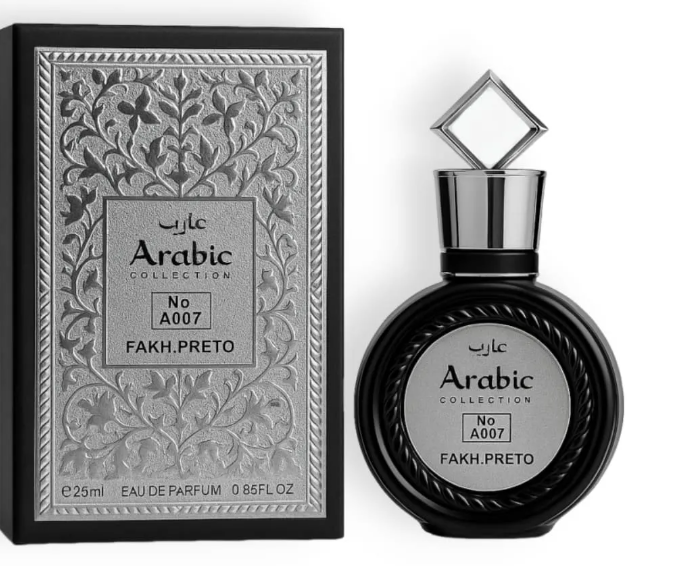 عارب
Arabic
COLLECTION
No
A007
FAKH.PRETO
℮25ml EAU DE PARFUM 0 85FL OZ
عارب
Arabic
COLLECTION
No
A007
FAKH.PRETO